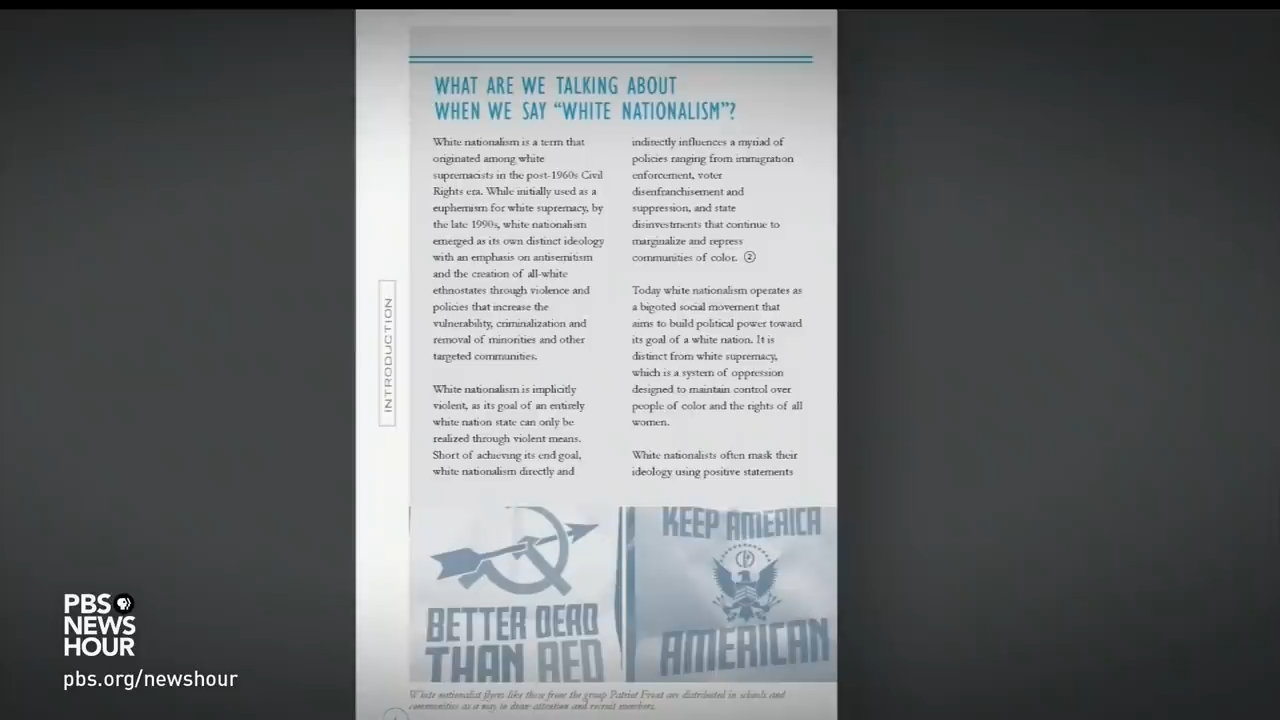 WHAT ARE WE TALKING ABOUT
WHEN WE SAY “WHITE NATIONALISM”?
White nationalism is a term that
originated among white
supremacists in the post-1960s Civil
Rights era. While initially used as a
euphemism for white supremacy, by
the late 1990s, white nationalism
emerged as its own distinct ideology
with an emphasis on antisemitism
and the creation of all-white
ethnostates through violence and
policies that increase the
vulnerability, criminalization and
removal of minorities and other
targeted communities.
White nationalism is implicitly
violent, as its goal of an entirely
white nation state can only be
realized through violent means.
Short of achieving its end goal,
white nationalism directly and
indirectly influences a myriad of
policies ranging from immigration
enforcement, voter
disenfranchisement and
suppression, and state
disinvestments that continue to
marginalize and repress
communities of color. ②
Today white nationalism operates as
a bigoted social movement that
aims to build political power toward
its goal of a white nation. It is
distinct from white supremacy,
which is a system of oppression
designed to maintain control over
people of color and the rights of all
women.
White nationalists often mask their
ideology using positive statements
INTRODUCTION
BETTER DEAD
THAN RED
KEEP AMERICA
AMERICAN
White nationalist flyers like these from the group Patriot Front are distributed in schools and
communities as a way to draw attention and recruit members.
PBS
NEWS
HOUR
pbs.org/newshour